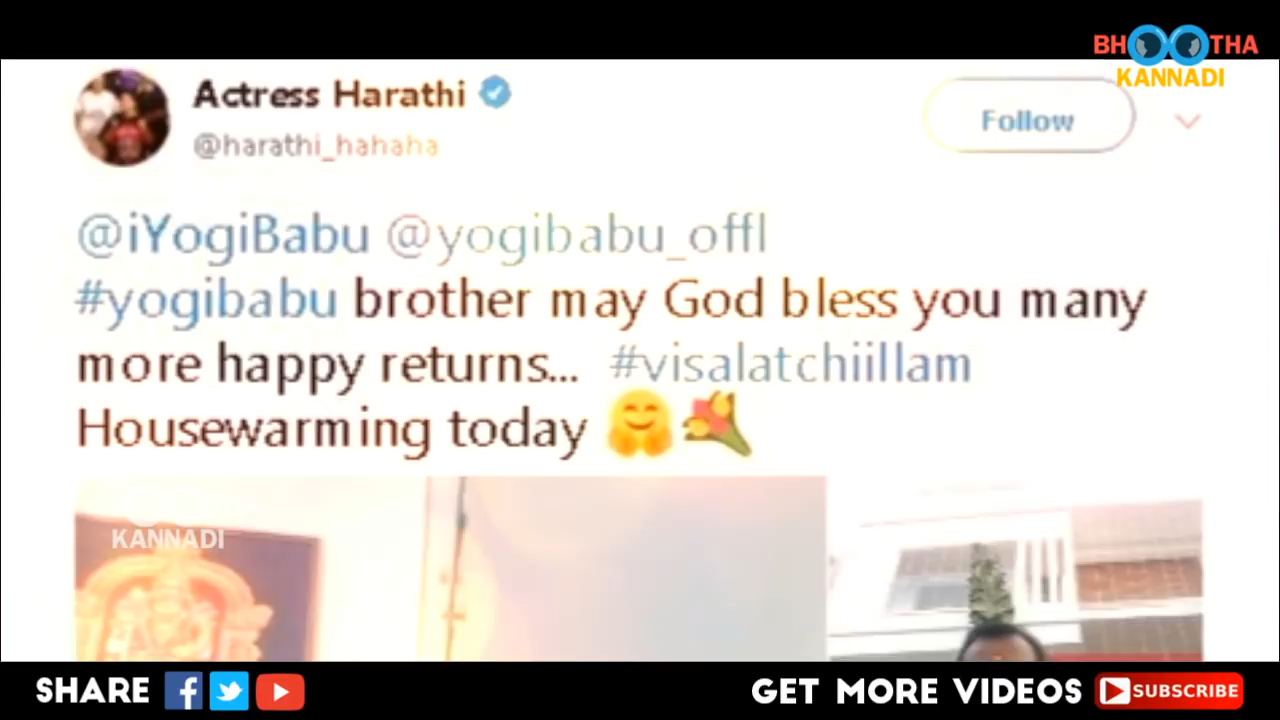 BHOOTHA
KANNADI
Actress Harathi
@harathi_hahaha
Follow
@iYogiBabu @yogibabu_offl
#yogibabu brother may God bless you many
more happy returns... #visalatchiillam
Housewarming today
KANNADI
SHARE
GET MORE VIDEOS
SUBSCRIBE